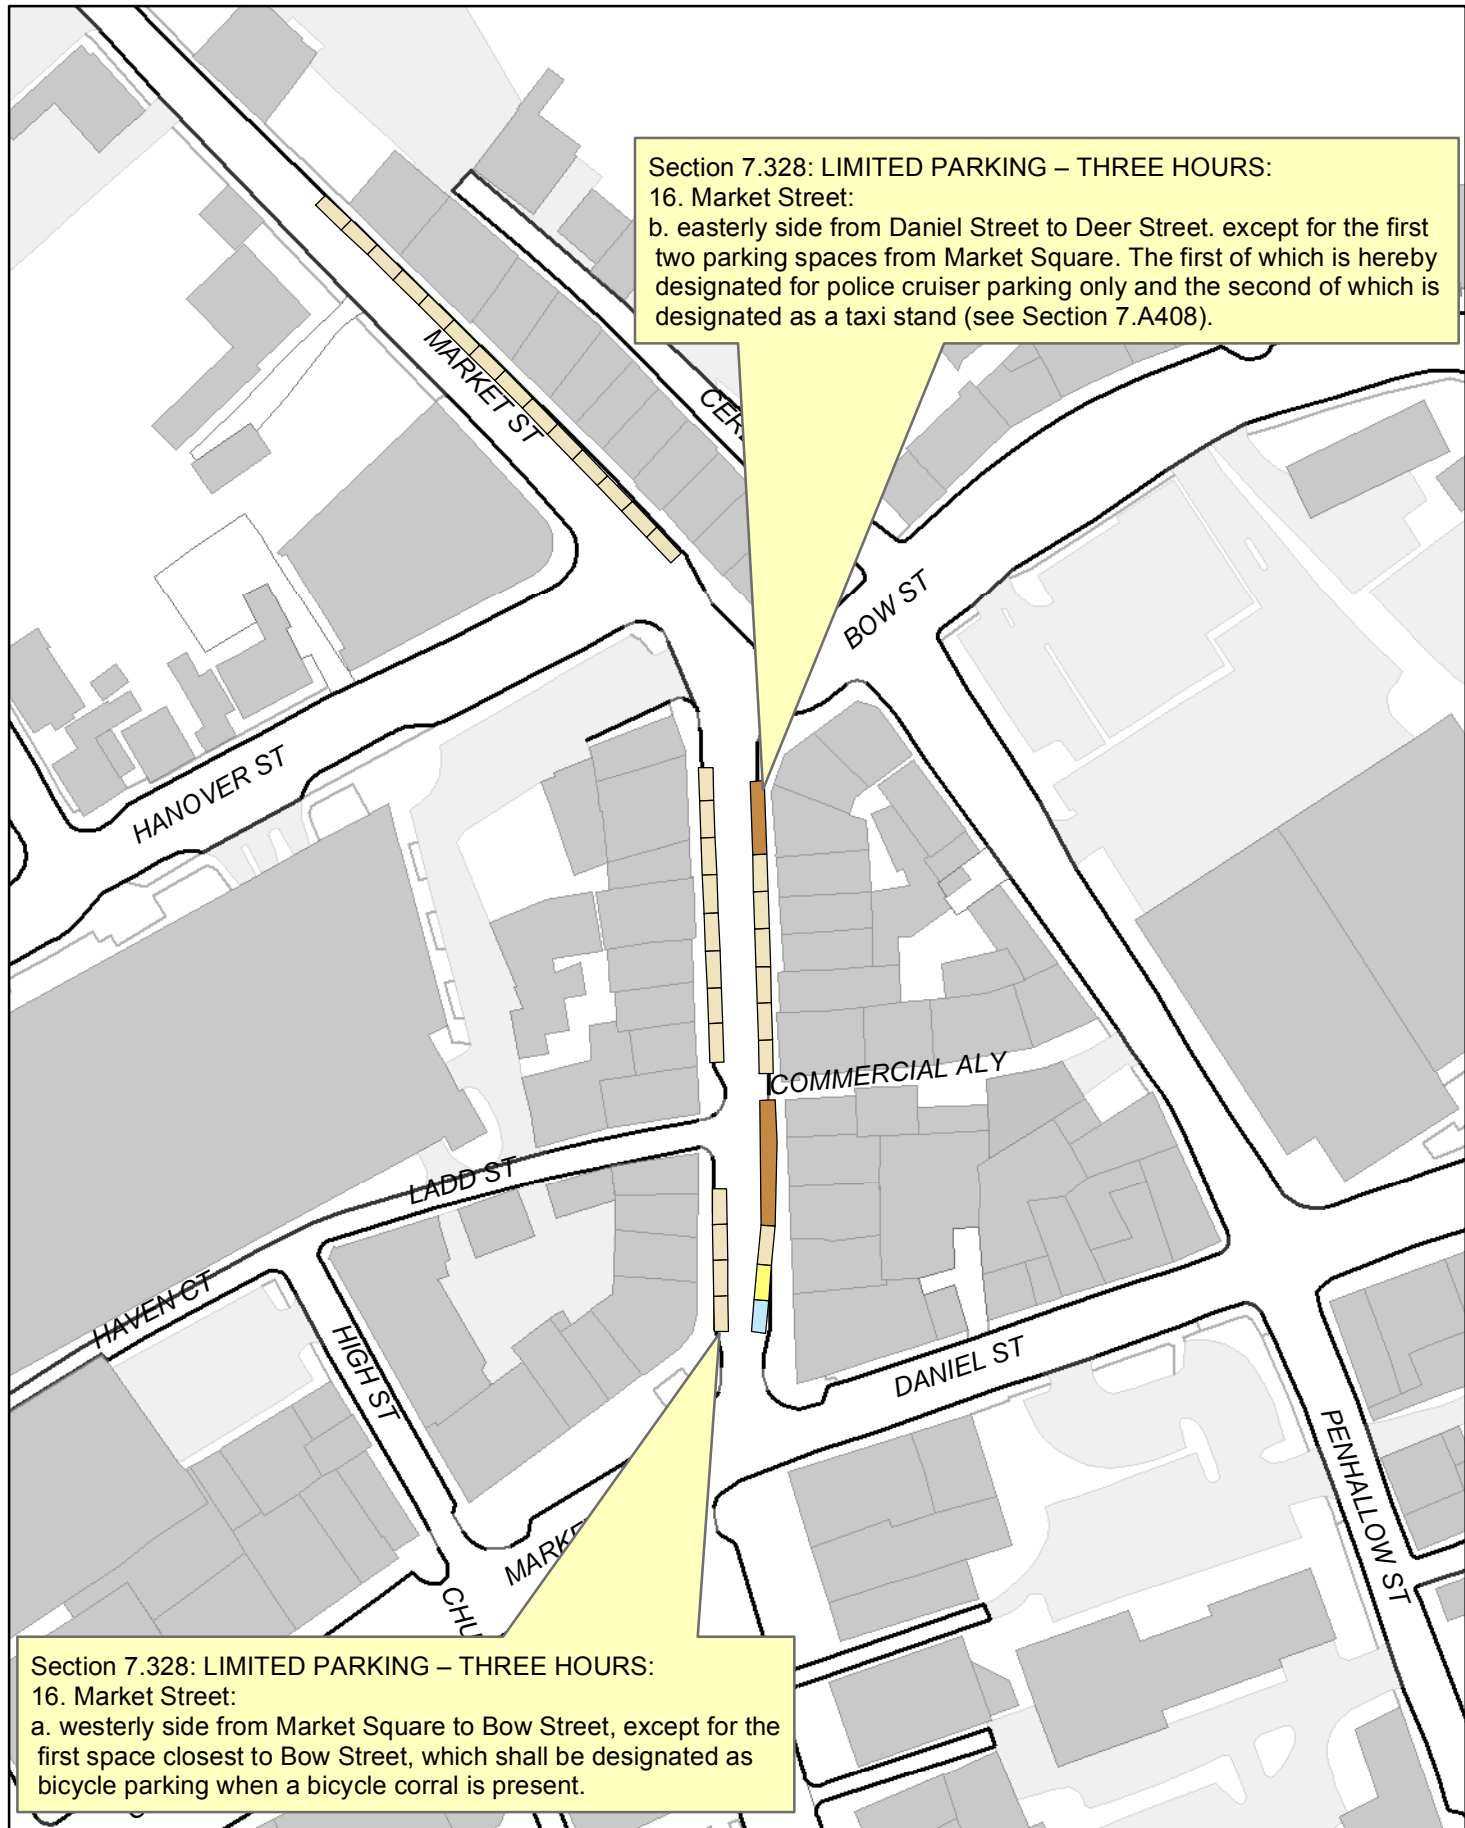 Section 7.328: LIMITED PARKING – THREE HOURS:
16. Market Street:
b. easterly side from Daniel Street to Deer Street. except for the first
two parking spaces from Market Square. The first of which is hereby
designated for police cruiser parking only and the second of which is
designated as a taxi stand (see Section 7.A408).
MARKET ST
BOW ST
HANOVER ST
COMMERCIAL ALY
LADD ST
HAVEN CT
HIGH ST
DANIEL ST
PENHALLOW ST
Section 7.328: LIMITED PARKING – THREE HOURS:
16. Market Street:
a. westerly side from Market Square to Bow Street, except for the
first space closest to Bow Street, which shall be designated as
bicycle parking when a bicycle corral is present.